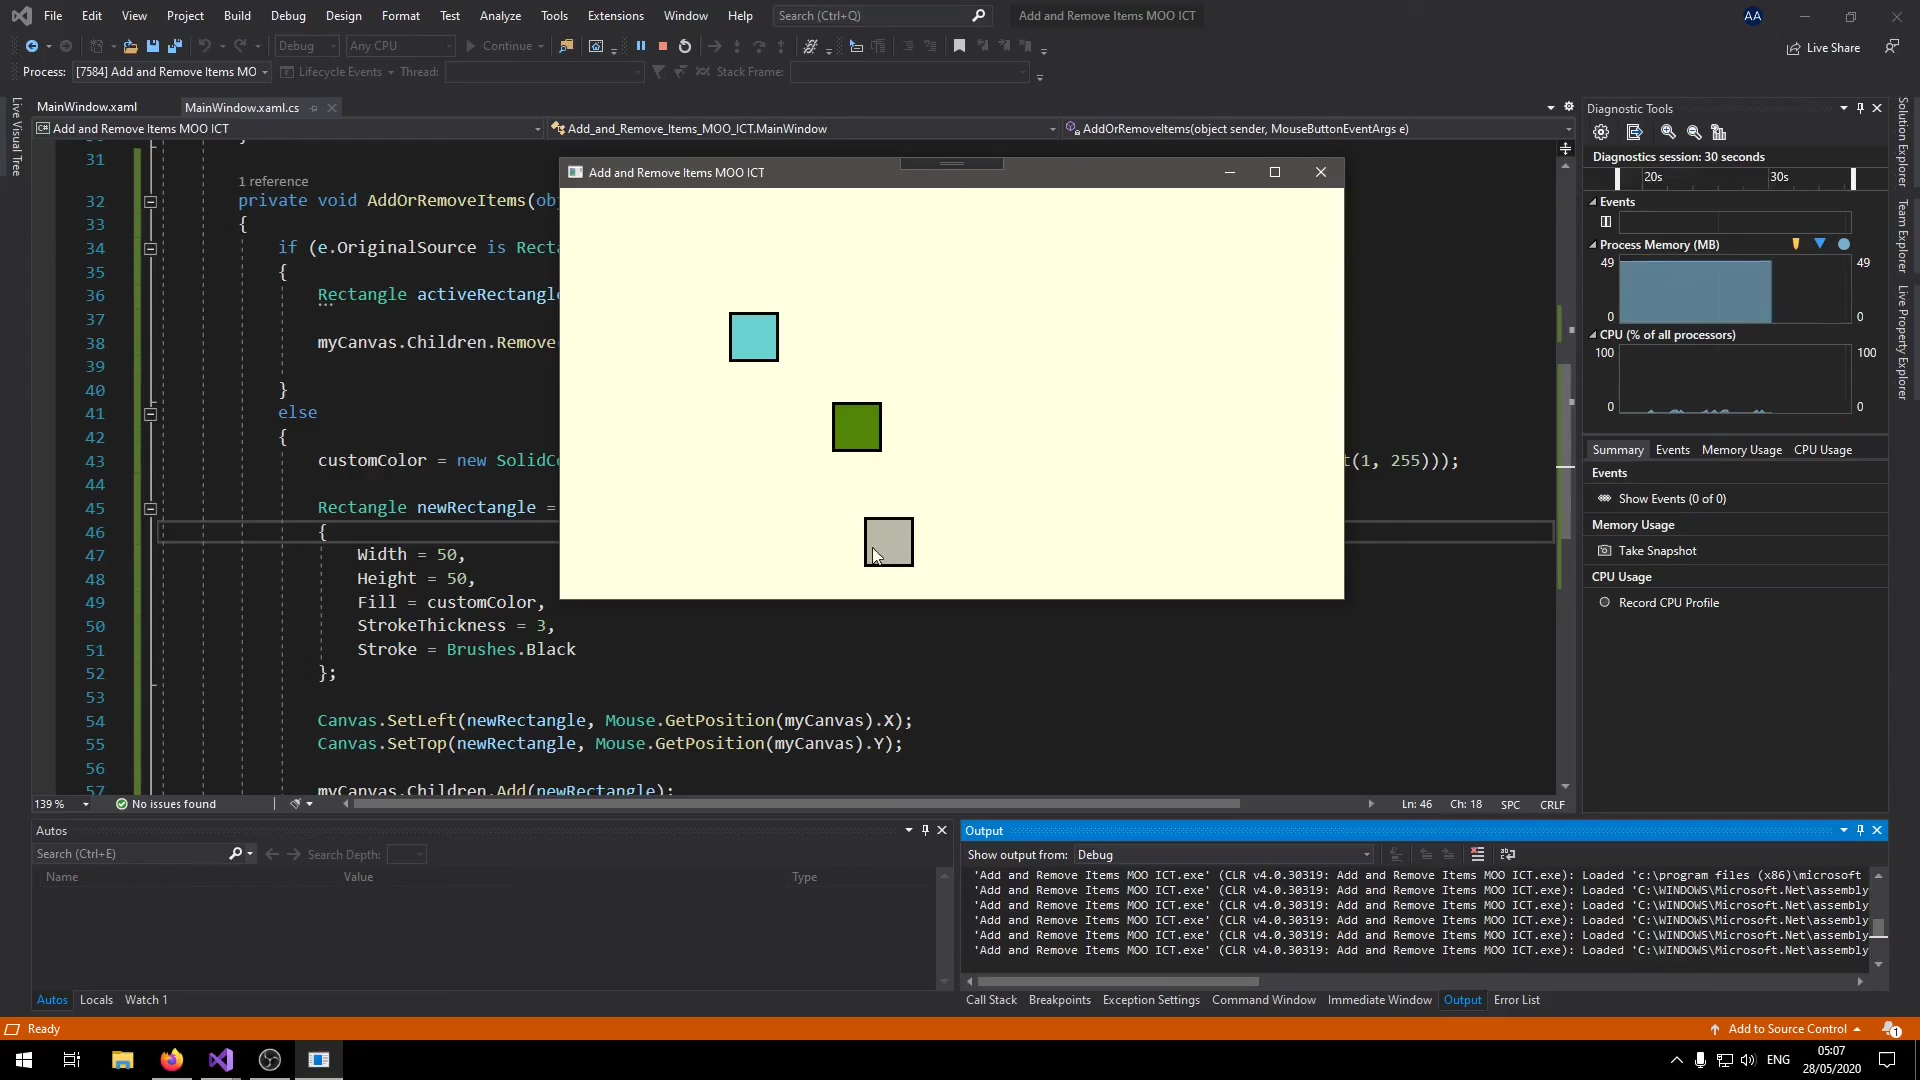 File Edit View Project Build Debug Design Format Test Analyze Tools Extensions Window Help Search (Ctrl+Q) Add and Remove Items MOO ICT AA
Debug Any CPU Continue Live Share
Process: [7584] Add and Remove Items MO Lifecycle Events Thread: Stack Frame:
Live Visual Tree
MainWindow.xaml MainWindow.xaml.cs
Add and Remove Items MOO ICT Add_and_Remove_Items_MOO_ICT.MainWindow AddOrRemoveItems(object sender, MouseButtonEventArgs e)
31
1 reference
32 private void AddOrRemoveItems(obj
33 {
34 if (e.OriginalSource is Recta
35 {
36 Rectangle activeRectangle
37
38 myCanvas.Children.Remove(
39
40 }
41 else
42 {
43 customColor = new SolidCo t(1, 255)));
44
45 Rectangle newRectangle =
46 {
47 Width = 50,
48 Height = 50,
49 Fill = customColor,
50 StrokeThickness = 3,
51 Stroke = Brushes.Black
52 };
53
54 Canvas.SetLeft(newRectangle, Mouse.GetPosition(myCanvas).X);
55 Canvas.SetTop(newRectangle, Mouse.GetPosition(myCanvas).Y);
56
57 myCanvas.Children.Add(newRectangle);
Add and Remove Items MOO ICT
139 % No issues found Ln: 46 Ch: 18 SPC CRLF
Diagnostic Tools
Diagnostics session: 30 seconds
20s 30s
Events
Process Memory (MB)
49 49
0 0
CPU (% of all processors)
100 100
0 0
Summary Events Memory Usage CPU Usage
Events
Show Events (0 of 0)
Memory Usage
Take Snapshot
CPU Usage
Record CPU Profile
Solution Explorer
Team Explorer
Live Property Explorer
Autos
Search (Ctrl+E) Search Depth:
Name Value Type
Autos Locals Watch 1
Output
Show output from: Debug
'Add and Remove Items MOO ICT.exe' (CLR v4.0.30319: Add and Remove Items MOO ICT.exe): Loaded 'c:\program files (x86)\microsoft
'Add and Remove Items MOO ICT.exe' (CLR v4.0.30319: Add and Remove Items MOO ICT.exe): Loaded 'C:\WINDOWS\Microsoft.Net\assembly
'Add and Remove Items MOO ICT.exe' (CLR v4.0.30319: Add and Remove Items MOO ICT.exe): Loaded 'C:\WINDOWS\Microsoft.Net\assembly
'Add and Remove Items MOO ICT.exe' (CLR v4.0.30319: Add and Remove Items MOO ICT.exe): Loaded 'C:\WINDOWS\Microsoft.Net\assembly
'Add and Remove Items MOO ICT.exe' (CLR v4.0.30319: Add and Remove Items MOO ICT.exe): Loaded 'C:\WINDOWS\Microsoft.Net\assembly
'Add and Remove Items MOO ICT.exe' (CLR v4.0.30319: Add and Remove Items MOO ICT.exe): Loaded 'C:\WINDOWS\Microsoft.Net\assembly
Call Stack Breakpoints Exception Settings Command Window Immediate Window Output Error List
Ready Add to Source Control 1
ENG 05:07
28/05/2020